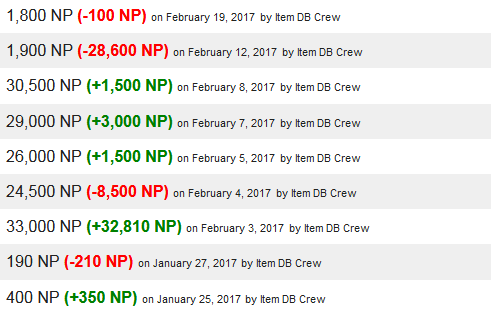 1,800 NP (-100 NP) on February 19, 2017 by Item DB Crew
1,900 NP (-28,600 NP) on February 12, 2017 by Item DB Crew
30,500 NP (+1,500 NP) on February 8, 2017 by Item DB Crew
29,000 NP (+3,000 NP) on February 7, 2017 by Item DB Crew
26,000 NP (+1,500 NP) on February 5, 2017 by Item DB Crew
24,500 NP (-8,500 NP) on February 4, 2017 by Item DB Crew
33,000 NP (+32,810 NP) on February 3, 2017 by Item DB Crew
190 NP (-210 NP) on January 27, 2017 by Item DB Crew
400 NP (+350 NP) on January 25, 2017 by Item DB Crew